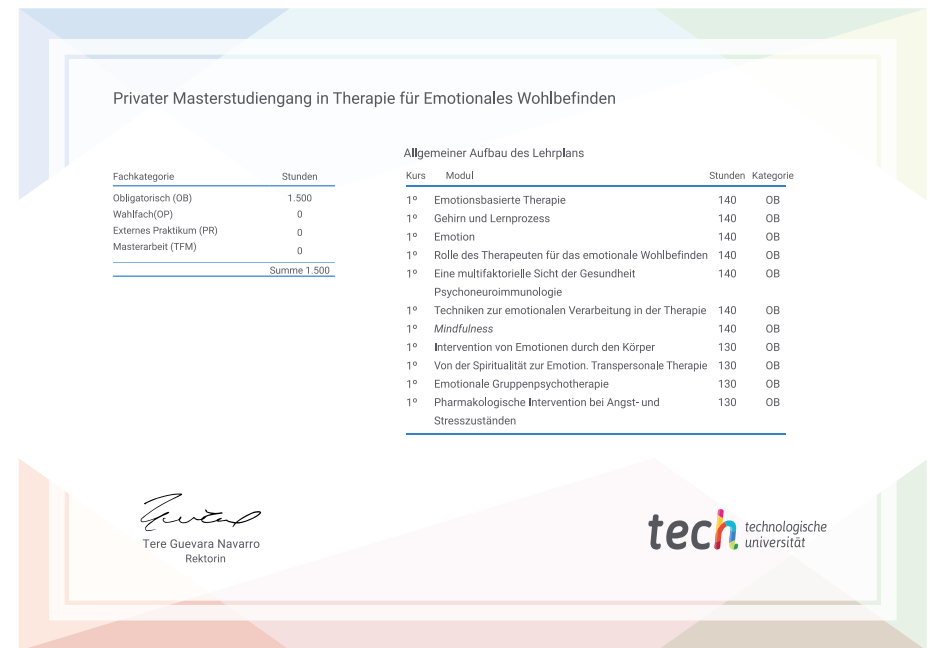 Privater Masterstudiengang in Therapie für Emotionales Wohlbefinden
Fachkategorie Stunden
Obligatorisch (OB) 1.500
Wahlfach(OP) 0
Externes Praktikum (PR) 0
Masterarbeit (TFM) 0
Summe 1.500
Allgemeiner Aufbau des Lehrplans
Kurs Modul Stunden Kategorie
1º Emotionsbasierte Therapie 140 OB
1º Gehirn und Lernprozess 140 OB
1º Emotion 140 OB
1º Rolle des Therapeuten für das emotionale Wohlbefinden 140 OB
1º Eine multifaktorielle Sicht der Gesundheit 140 OB
Psychoneuroimmunologie
1º Techniken zur emotionalen Verarbeitung in der Therapie 140 OB
1º Mindfulness 140 OB
1º Intervention von Emotionen durch den Körper 130 OB
1º Von der Spiritualität zur Emotion. Transpersonale Therapie 130 OB
1º Emotionale Gruppenpsychotherapie 130 OB
1º Pharmakologische Intervention bei Angst- und 130 OB
Stresszuständen
Tere Guevara Navarro
Rektorin
tech technologische
universität